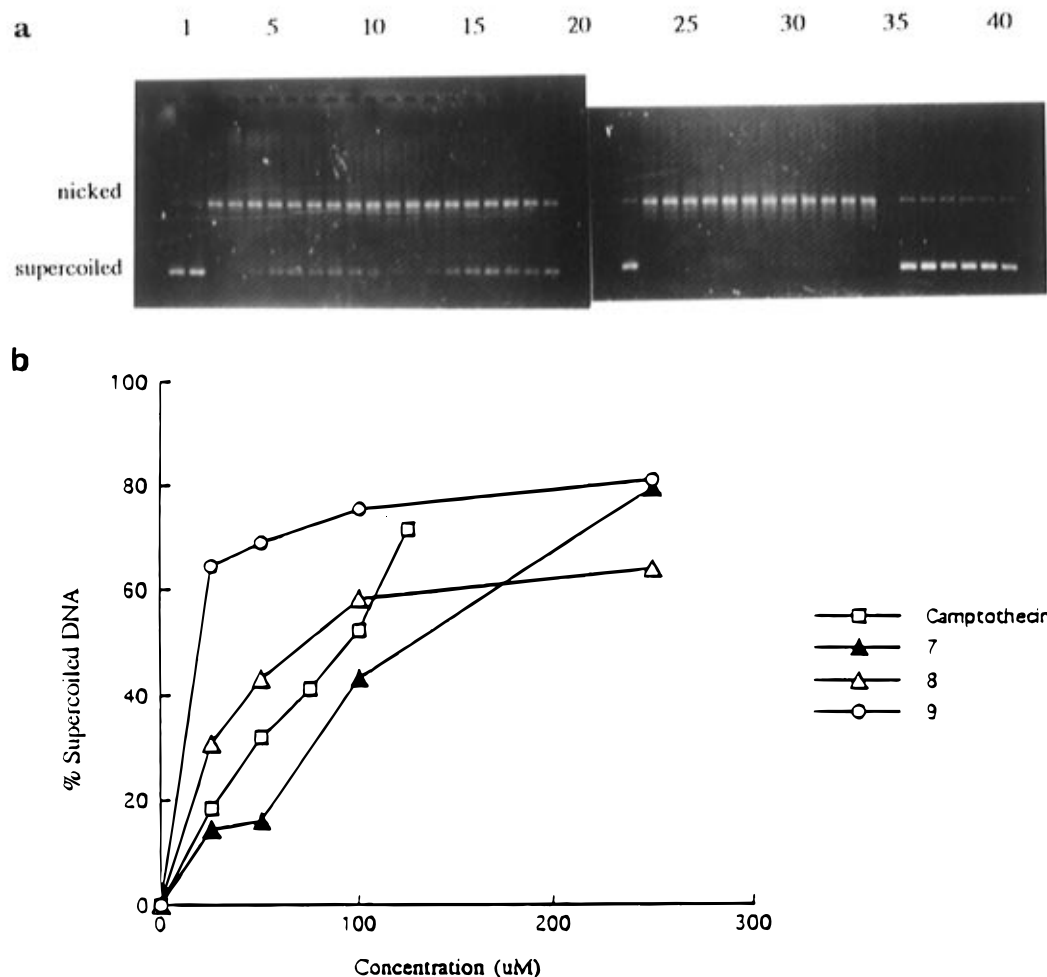 a 1 5 10 15 20 25 30 35 40
nicked
supercoiled
b
100
80
60
40
20
0
% Supercoiled DNA
0 100 200 300
Concentration (uM)
Camptothecin
7
8
9